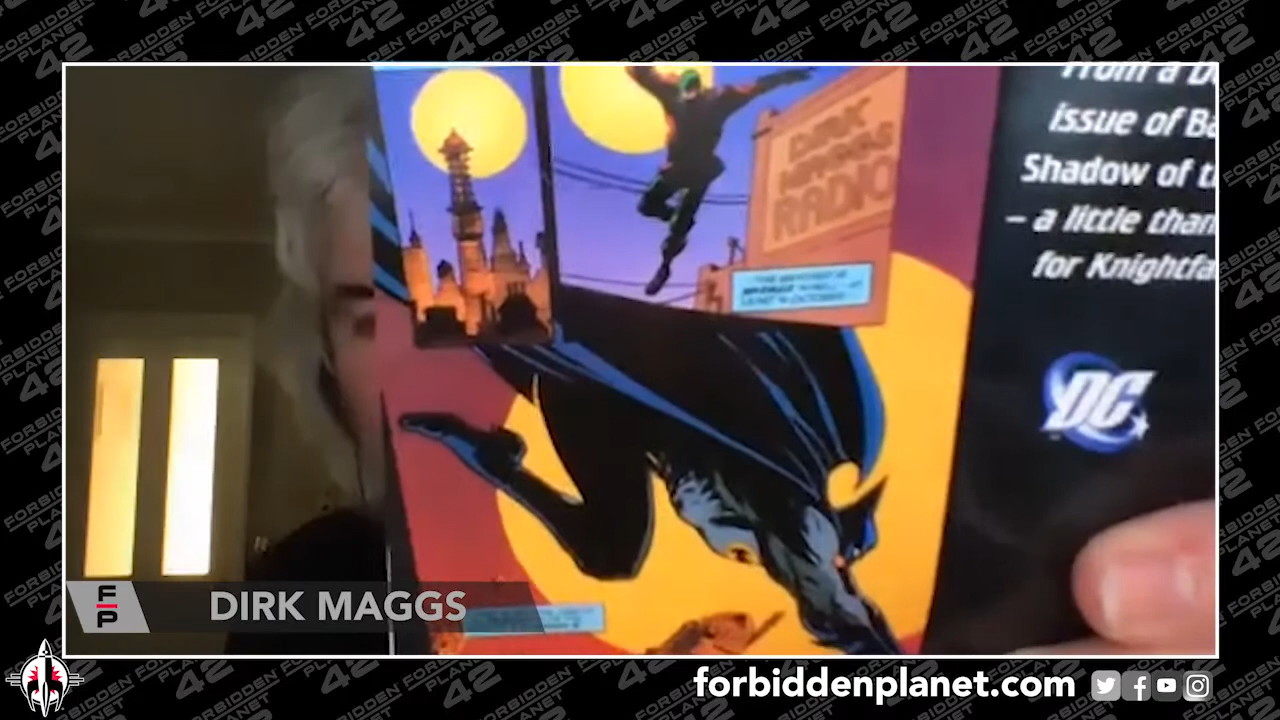 FORBIDDEN PLANET 42
From a D
issue of Ba
Shadow of t
– a little than
for Knightfa
DIRK
MAGGS
RADIO
DC
F
P
DIRK MAGGS
forbiddenplanet.com